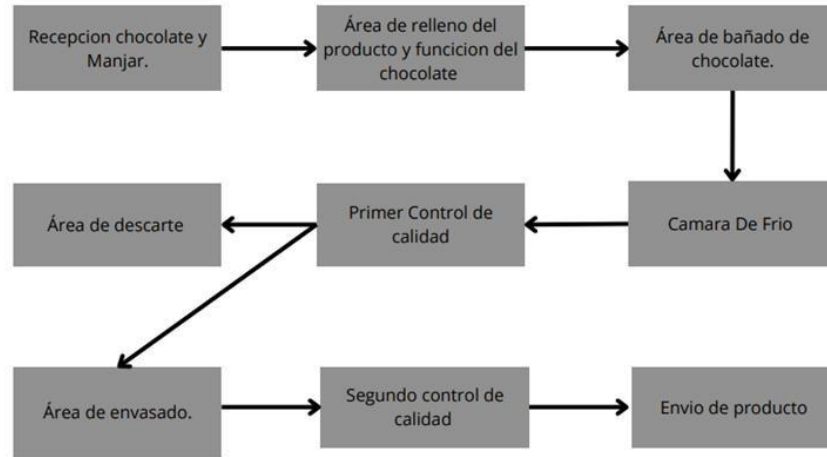 Recepcion chocolate y
Manjar.
Área de relleno del
producto y funcicion del
chocolate
Área de bañado de
chocolate.
Área de descarte
Primer Control de
calidad
Camara De Frio
Área de envasado.
Segundo control de
calidad
Envio de producto